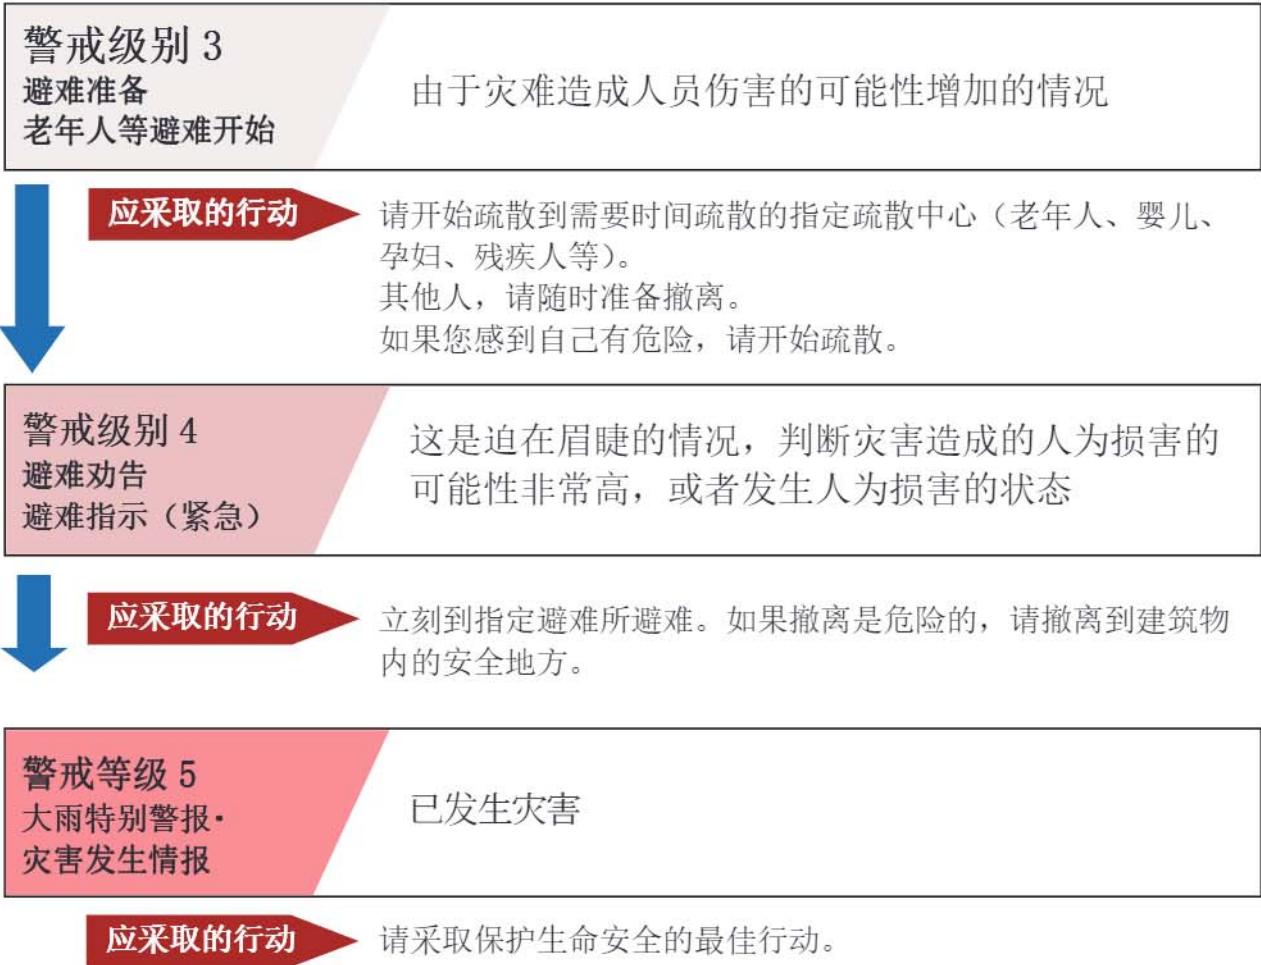 警戒级别 3
避难准备
老年人等避难开始
由于灾难造成人员伤害的可能性增加的情况
应采取的行动
请开始疏散到需要时间疏散的指定疏散中心（老年人、婴儿、
孕妇、残疾人等）。
其他人，请随时准备撤离。
如果您感到自己有危险，请开始疏散。
警戒级别 4
避难劝告
避难指示（紧急）
这是迫在眉睫的情况，判断灾害造成的人为损害的
可能性非常高，或者发生人为损害的状态
应采取的行动
立刻到指定避难所避难。如果撤离是危险的，请撤离到建筑物
内的安全地方。
警戒等级 5
大雨特别警报·
灾害发生情报
已发生灾害
应采取的行动
请采取保护生命安全的最佳行动。